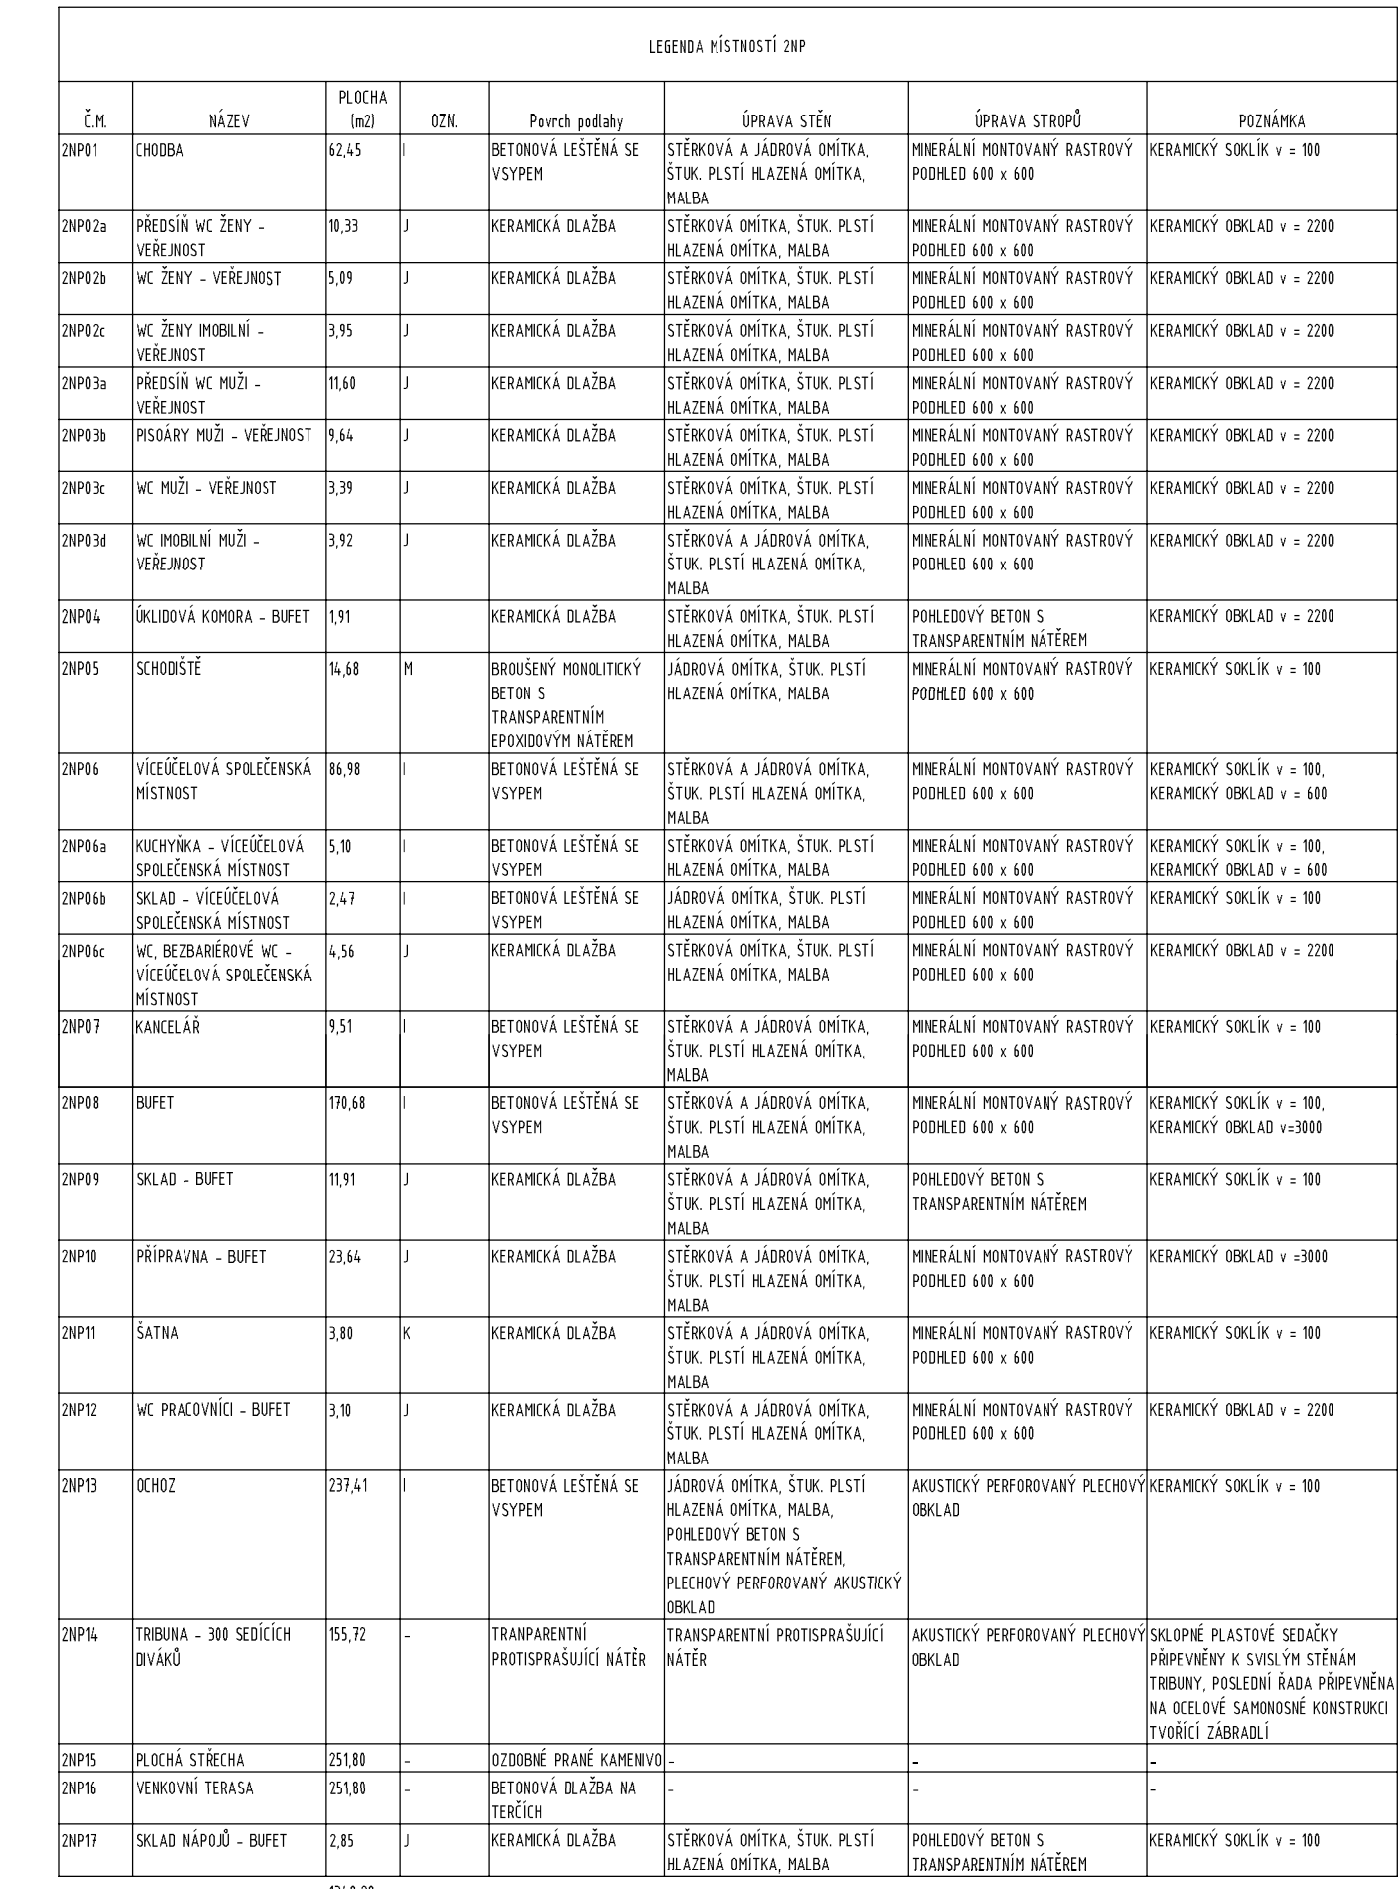 LEGENDA MÍSTNOSTÍ 2NP
Č.M. NÁZEV PLOCHA (m2) OZN. Povrch podlahy ÚPRAVA STĚN ÚPRAVA STROPŮ POZNÁMKA
2NP01 CHODBA 62,45 I BETONOVÁ LEŠTĚNÁ SE STĚRKOVÁ A JÁDROVÁ OMÍTKA, MINERÁLNÍ MONTOVANÝ RASTROVÝ KERAMICKÝ SOKLÍK v = 100
VSYPEM ŠTUK. PLSTÍ HLAZENÁ OMÍTKA, PODHLED 600 x 600
MALBA
2NP02a PŘEDSÍŇ WC ŽENY – 10,33 J KERAMICKÁ DLAŽBA STĚRKOVÁ OMÍTKA, ŠTUK. PLSTÍ MINERÁLNÍ MONTOVANÝ RASTROVÝ KERAMICKÝ OBKLAD v = 2200
VEŘEJNOST HLAZENÁ OMÍTKA, MALBA PODHLED 600 x 600
2NP02b WC ŽENY – VEŘEJNOST 5,09 J KERAMICKÁ DLAŽBA STĚRKOVÁ OMÍTKA, ŠTUK. PLSTÍ MINERÁLNÍ MONTOVANÝ RASTROVÝ KERAMICKÝ OBKLAD v = 2200
HLAZENÁ OMÍTKA, MALBA PODHLED 600 x 600
2NP02c WC ŽENY IMOBILNÍ – 3,95 J KERAMICKÁ DLAŽBA STĚRKOVÁ OMÍTKA, ŠTUK. PLSTÍ MINERÁLNÍ MONTOVANÝ RASTROVÝ KERAMICKÝ OBKLAD v = 2200
VEŘEJNOST HLAZENÁ OMÍTKA, MALBA PODHLED 600 x 600
2NP03a PŘEDSÍŇ WC MUŽI – 11,60 J KERAMICKÁ DLAŽBA STĚRKOVÁ OMÍTKA, ŠTUK. PLSTÍ MINERÁLNÍ MONTOVANÝ RASTROVÝ KERAMICKÝ OBKLAD v = 2200
VEŘEJNOST HLAZENÁ OMÍTKA, MALBA PODHLED 600 x 600
2NP03b PISOÁRY MUŽI – VEŘEJNOST 9,64 J KERAMICKÁ DLAŽBA STĚRKOVÁ OMÍTKA, ŠTUK. PLSTÍ MINERÁLNÍ MONTOVANÝ RASTROVÝ KERAMICKÝ OBKLAD v = 2200
HLAZENÁ OMÍTKA, MALBA PODHLED 600 x 600
2NP03c WC MUŽI – VEŘEJNOST 3,39 J KERAMICKÁ DLAŽBA STĚRKOVÁ OMÍTKA, ŠTUK. PLSTÍ MINERÁLNÍ MONTOVANÝ RASTROVÝ KERAMICKÝ OBKLAD v = 2200
HLAZENÁ OMÍTKA, MALBA PODHLED 600 x 600
2NP03d WC IMOBILNÍ MUŽI – 3,92 J KERAMICKÁ DLAŽBA STĚRKOVÁ A JÁDROVÁ OMÍTKA, MINERÁLNÍ MONTOVANÝ RASTROVÝ KERAMICKÝ OBKLAD v = 2200
VEŘEJNOST ŠTUK. PLSTÍ HLAZENÁ OMÍTKA, PODHLED 600 x 600
MALBA
2NP04 ÚKLIDOVÁ KOMORA – BUFET 1,91 KERAMICKÁ DLAŽBA STĚRKOVÁ OMÍTKA, ŠTUK. PLSTÍ POHLEDOVÝ BETON S KERAMICKÝ OBKLAD v = 2200
HLAZENÁ OMÍTKA, MALBA TRANSPARENTNÍM NÁTĚREM
2NP05 SCHODIŠTĚ 14,68 M BROUŠENÝ MONOLITICKÝ JÁDROVÁ OMÍTKA, ŠTUK. PLSTÍ MINERÁLNÍ MONTOVANÝ RASTROVÝ KERAMICKÝ SOKLÍK v = 100
BETON S HLAZENÁ OMÍTKA, MALBA PODHLED 600 x 600
TRANSPARENTNÍM
EPOXIDOVÝM NÁTĚREM
2NP06 VÍCEÚČELOVÁ SPOLEČENSKÁ 86,98 I BETONOVÁ LEŠTĚNÁ SE STĚRKOVÁ A JÁDROVÁ OMÍTKA, MINERÁLNÍ MONTOVANÝ RASTROVÝ KERAMICKÝ SOKLÍK v = 100,
MÍSTNOST VSYPEM ŠTUK. PLSTÍ HLAZENÁ OMÍTKA, PODHLED 600 x 600 KERAMICKÝ OBKLAD v = 600
MALBA
2NP06a KUCHYŇKA – VÍCEÚČELOVÁ 5,10 I BETONOVÁ LEŠTĚNÁ SE STĚRKOVÁ OMÍTKA, ŠTUK. PLSTÍ MINERÁLNÍ MONTOVANÝ RASTROVÝ KERAMICKÝ SOKLÍK v = 100,
SPOLEČENSKÁ MÍSTNOST VSYPEM HLAZENÁ OMÍTKA, MALBA PODHLED 600 x 600 KERAMICKÝ OBKLAD v = 600
2NP06b SKLAD – VÍCEÚČELOVÁ 2,47 I BETONOVÁ LEŠTĚNÁ SE JÁDROVÁ OMÍTKA, ŠTUK. PLSTÍ MINERÁLNÍ MONTOVANÝ RASTROVÝ KERAMICKÝ SOKLÍK v = 100
SPOLEČENSKÁ MÍSTNOST VSYPEM HLAZENÁ OMÍTKA, MALBA PODHLED 600 x 600
2NP06c WC, BEZBARIÉROVÉ WC – 4,56 J KERAMICKÁ DLAŽBA STĚRKOVÁ OMÍTKA, ŠTUK. PLSTÍ MINERÁLNÍ MONTOVANÝ RASTROVÝ KERAMICKÝ OBKLAD v = 2200
VÍCEÚČELOVÁ SPOLEČENSKÁ HLAZENÁ OMÍTKA, MALBA PODHLED 600 x 600
MÍSTNOST
2NP07 KANCELÁŘ 9,51 I BETONOVÁ LEŠTĚNÁ SE STĚRKOVÁ A JÁDROVÁ OMÍTKA, MINERÁLNÍ MONTOVANÝ RASTROVÝ KERAMICKÝ SOKLÍK v = 100
VSYPEM ŠTUK. PLSTÍ HLAZENÁ OMÍTKA, PODHLED 600 x 600
MALBA
2NP08 BUFET 170,68 I BETONOVÁ LEŠTĚNÁ SE STĚRKOVÁ A JÁDROVÁ OMÍTKA, MINERÁLNÍ MONTOVANÝ RASTROVÝ KERAMICKÝ SOKLÍK v = 100,
VSYPEM ŠTUK. PLSTÍ HLAZENÁ OMÍTKA, PODHLED 600 x 600 KERAMICKÝ OBKLAD v=3000
MALBA
2NP09 SKLAD - BUFET 11,91 J KERAMICKÁ DLAŽBA STĚRKOVÁ A JÁDROVÁ OMÍTKA, POHLEDOVÝ BETON S KERAMICKÝ SOKLÍK v = 100
ŠTUK. PLSTÍ HLAZENÁ OMÍTKA, TRANSPARENTNÍM NÁTĚREM
MALBA
2NP10 PŘÍPRAVNA – BUFET 23,64 J KERAMICKÁ DLAŽBA STĚRKOVÁ A JÁDROVÁ OMÍTKA, MINERÁLNÍ MONTOVANÝ RASTROVÝ KERAMICKÝ OBKLAD v =3000
ŠTUK. PLSTÍ HLAZENÁ OMÍTKA, PODHLED 600 x 600
MALBA
2NP11 ŠATNA 3,80 K KERAMICKÁ DLAŽBA STĚRKOVÁ A JÁDROVÁ OMÍTKA, MINERÁLNÍ MONTOVANÝ RASTROVÝ KERAMICKÝ SOKLÍK v = 100
ŠTUK. PLSTÍ HLAZENÁ OMÍTKA, PODHLED 600 x 600
MALBA
2NP12 WC PRACOVNÍCI – BUFET 3,10 J KERAMICKÁ DLAŽBA STĚRKOVÁ A JÁDROVÁ OMÍTKA, MINERÁLNÍ MONTOVANÝ RASTROVÝ KERAMICKÝ OBKLAD v = 2200
ŠTUK. PLSTÍ HLAZENÁ OMÍTKA, PODHLED 600 x 600
MALBA
2NP13 OCHOZ 237,41 I BETONOVÁ LEŠTĚNÁ SE JÁDROVÁ OMÍTKA, ŠTUK. PLSTÍ AKUSTICKÝ PERFOROVANÝ PLECHOVÝ KERAMICKÝ SOKLÍK v = 100
VSYPEM HLAZENÁ OMÍTKA, MALBA, OBKLAD
POHLEDOVÝ BETON S
TRANSPARENTNÍM NÁTĚREM,
PLECHOVÝ PERFOROVANÝ AKUSTICKÝ
OBKLAD
2NP14 TRIBUNA – 300 SEDÍCÍCH 155,72 – TRANPARENTNÍ TRANSPARENTNÍ PROTISPRAŠUJÍCÍ AKUSTICKÝ PERFOROVANÝ PLECHOVÝ SKLOPNÉ PLASTOVÉ SEDAČKY
DIVÁKŮ PROTISPRAŠUJÍCÍ NÁTĚR NÁTĚR OBKLAD PŘIPEVNĚNY K SVISLÝM STĚNÁM
TRIBUNY, POSLEDNÍ ŘADA PŘIPEVNĚNA
NA OCELOVÉ SAMONOSNÉ KONSTRUKCI
TVOŘÍCÍ ZÁBRADLÍ
2NP15 PLOCHÁ STŘECHA 251,80 – OZDOBNÉ PRANÉ KAMENIVO – – –
2NP16 VENKOVNÍ TERASA 251,80 – BETONOVÁ DLAŽBA NA – – –
TERČÍCH
2NP17 SKLAD NÁPOJŮ – BUFET 2,85 J KERAMICKÁ DLAŽBA STĚRKOVÁ OMÍTKA, ŠTUK. PLSTÍ POHLEDOVÝ BETON S KERAMICKÝ SOKLÍK v = 100
HLAZENÁ OMÍTKA, MALBA TRANSPARENTNÍM NÁTĚREM